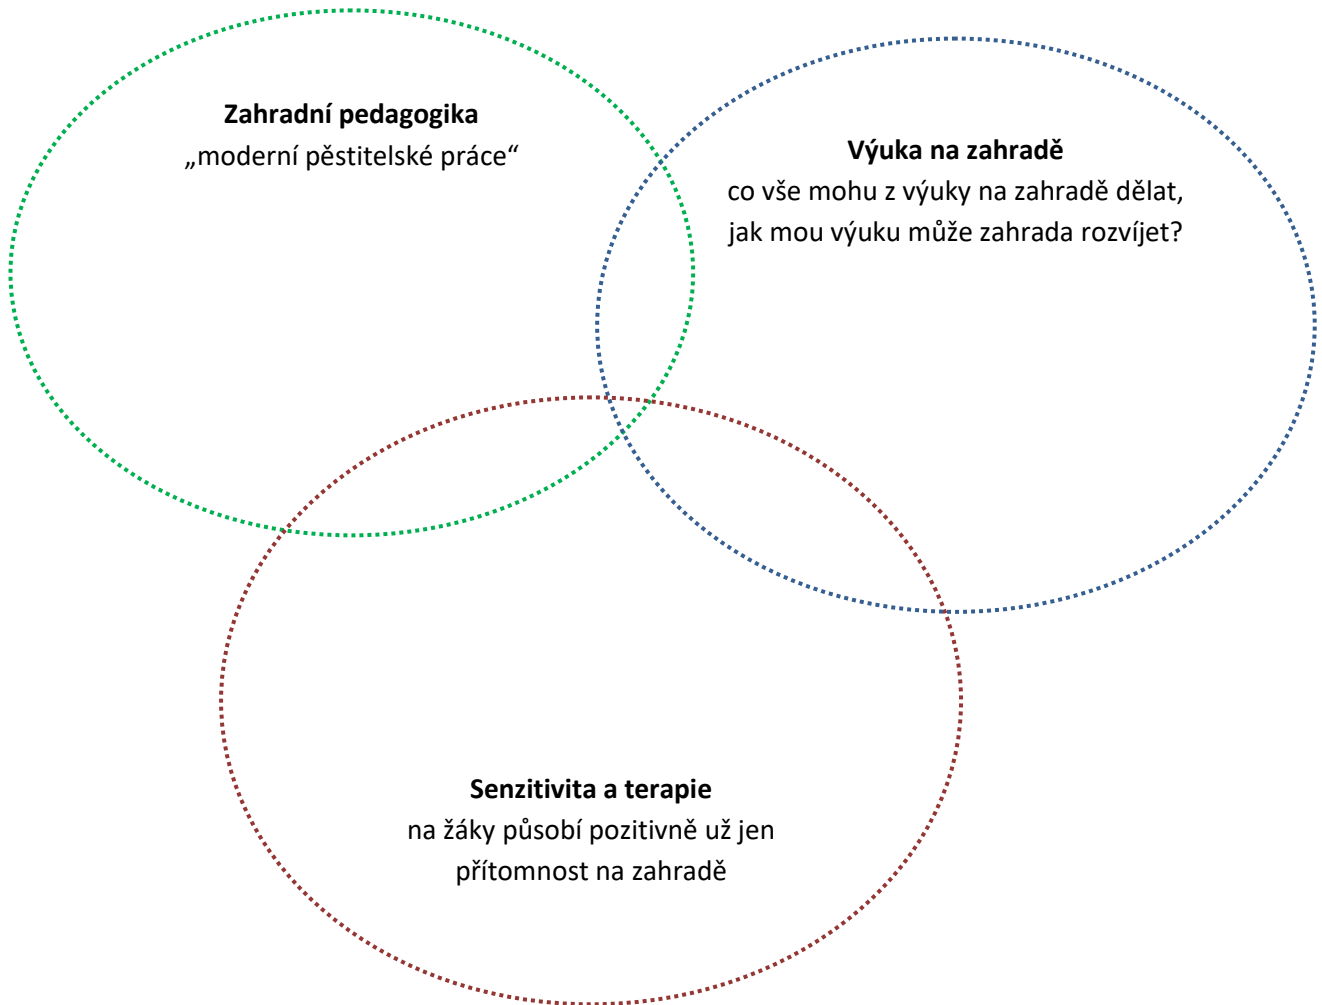 Zahradní pedagogika
„moderní pěstitelské práce“
Výuka na zahradě
co vše mohu z výuky na zahradě dělat,
jak mou výuku může zahrada rozvíjet?
Senzitivita a terapie
na žáky působí pozitivně už jen
přítomnost na zahradě